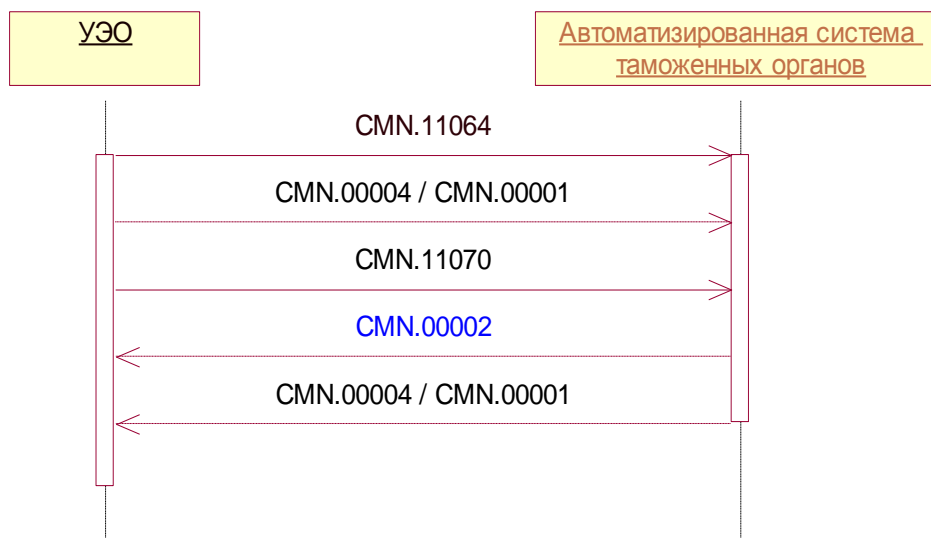 УЭО
Автоматизированная система
таможенных органов
CMN.11064
CMN.00004 / CMN.00001
CMN.11070
CMN.00002
CMN.00004 / CMN.00001